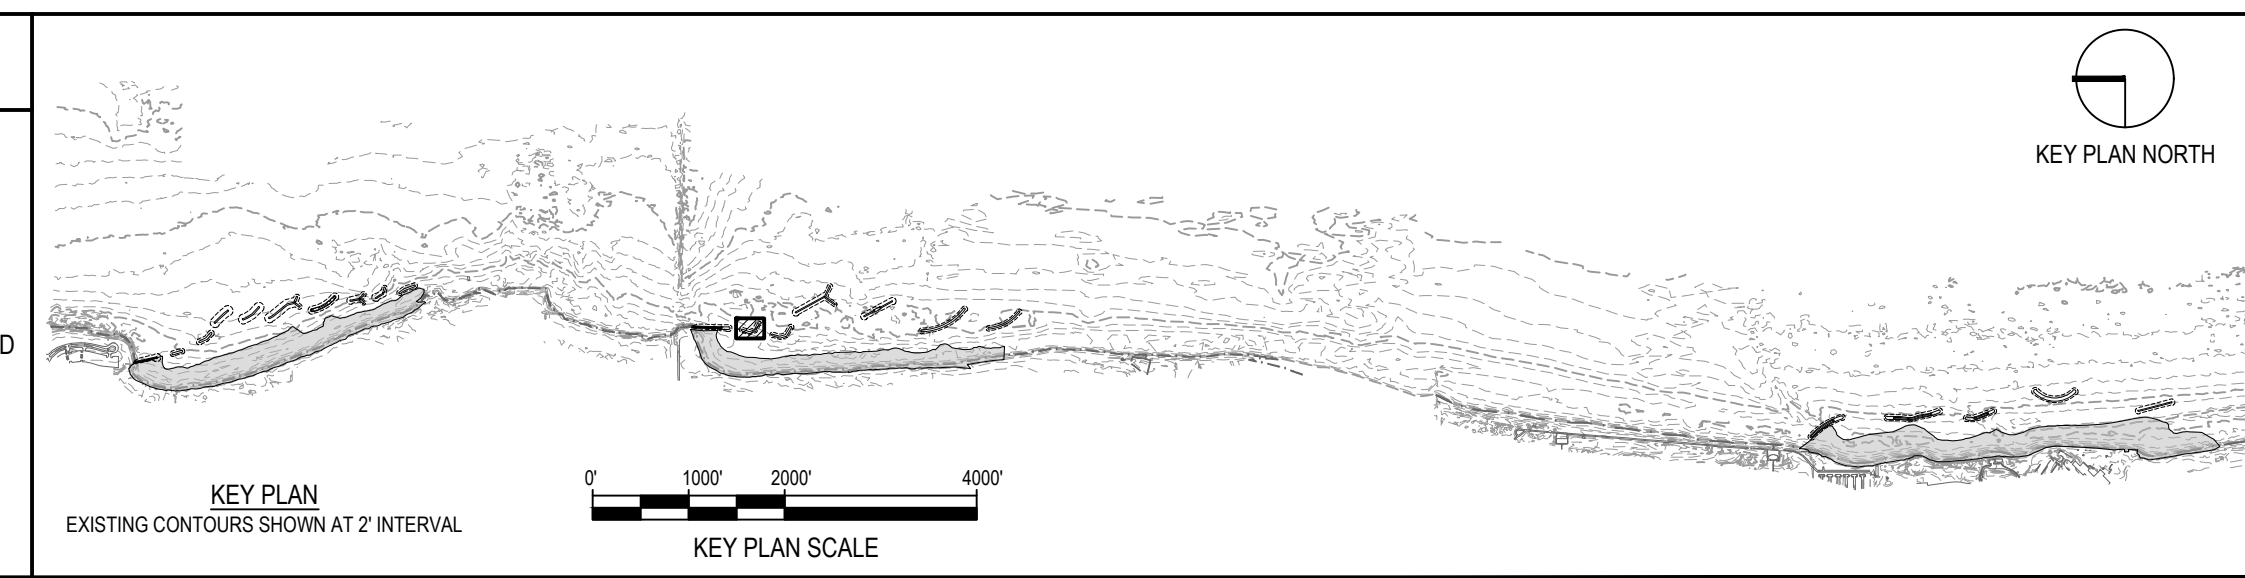 KEY PLAN NORTH
D
0' 1000' 2000' 4000'
KEY PLAN
EXISTING CONTOURS SHOWN AT 2' INTERVAL
KEY PLAN SCALE